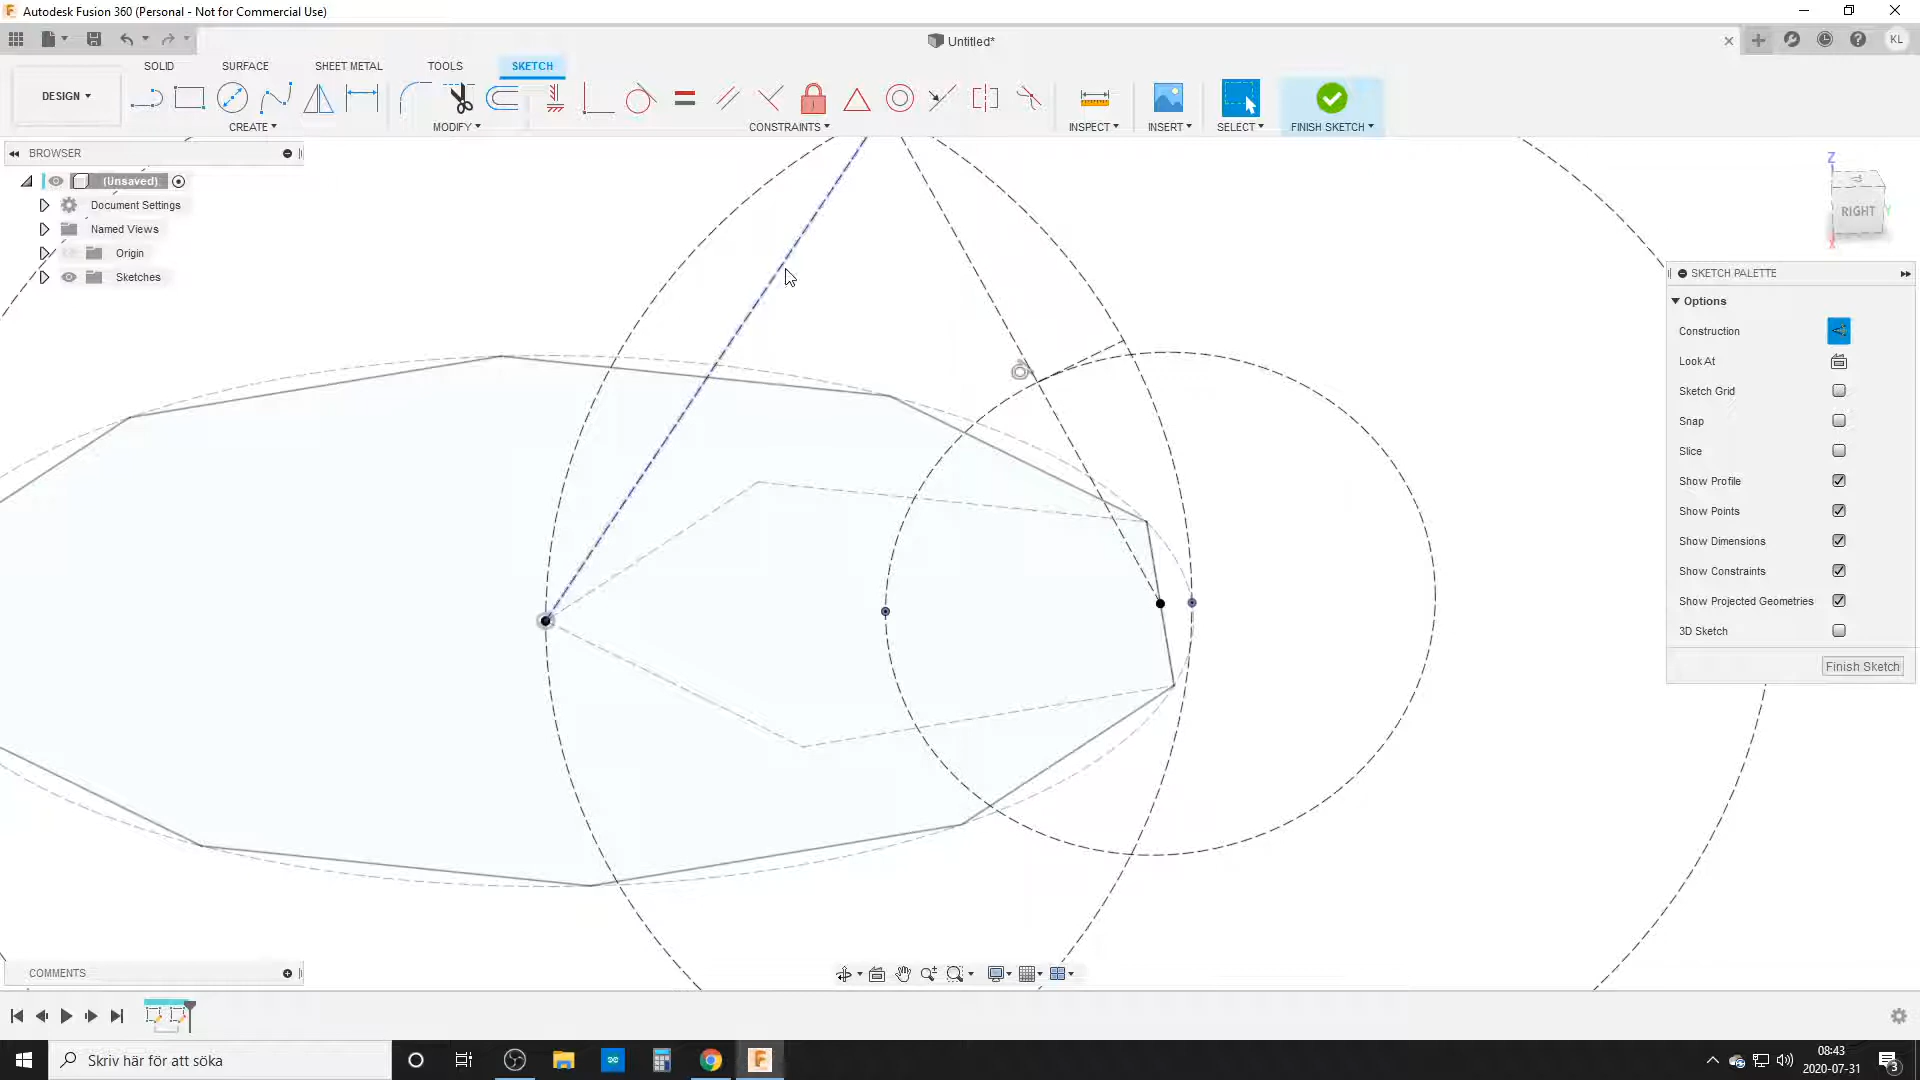 Autodesk Fusion 360 (Personal - Not for Commercial Use)
Untitled*
KL
SOLID SURFACE SHEET METAL TOOLS SKETCH
DESIGN
CREATE MODIFY CONSTRAINTS INSPECT INSERT SELECT FINISH SKETCH
BROWSER
(Unsaved)
Document Settings
Named Views
Origin
Sketches
Z
RIGHT
Y
X
SKETCH PALETTE
Options
Construction
Look At
Sketch Grid
Snap
Slice
Show Profile
Show Points
Show Dimensions
Show Constraints
Show Projected Geometries
3D Sketch
Finish Sketch
COMMENTS
Skriv här för att söka
08:43
2020-07-31
3